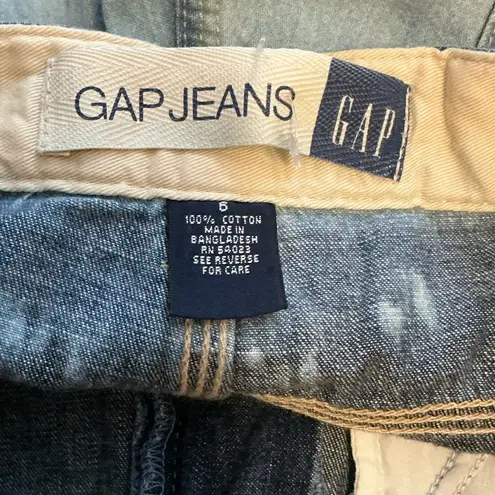 GAP JEANS
GAP
6
100% COTTON
MADE IN
BANGLADESH
RN 54023
SEE REVERSE
FOR CARE